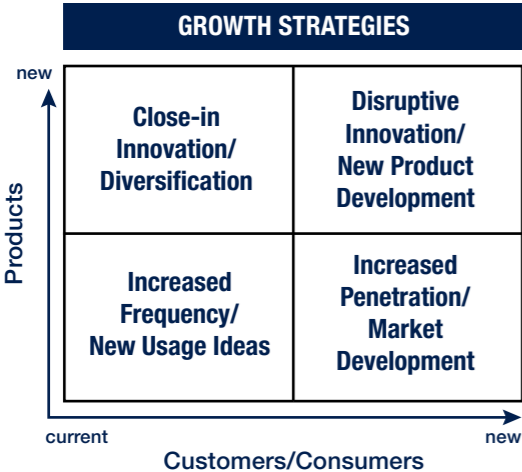 GROWTH STRATEGIES
new
Products
Close-in
Innovation/
Diversification
Disruptive
Innovation/
New Product
Development
Increased
Frequency/
New Usage Ideas
Increased
Penetration/
Market
Development
current
new
Customers/Consumers